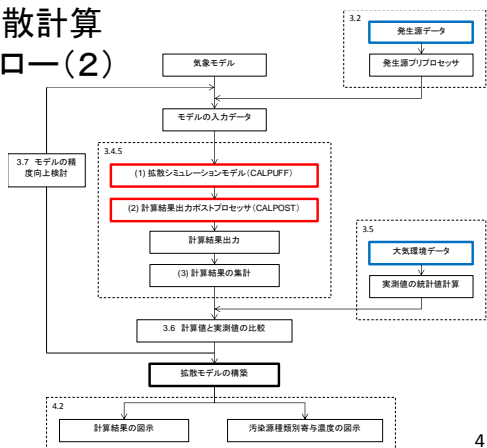 散計算
ロー（２）
3.2
発生源データ
気象モデル
発生源プリプロセッサ
モデルの入力データ
3.4.5
3.7 モデルの精
度向上検討
(1) 拡散シミュレーションモデル（CALPUFF）
(2) 計算結果出力ポストプロセッサ（CALPOST）
3.5
計算結果出力
大気環境データ
(3) 計算結果の集計
実測値の統計値計算
3.6 計算値と実測値の比較
拡散モデルの構築
4.2
計算結果の図示
汚染源種類別寄与濃度の図示
4